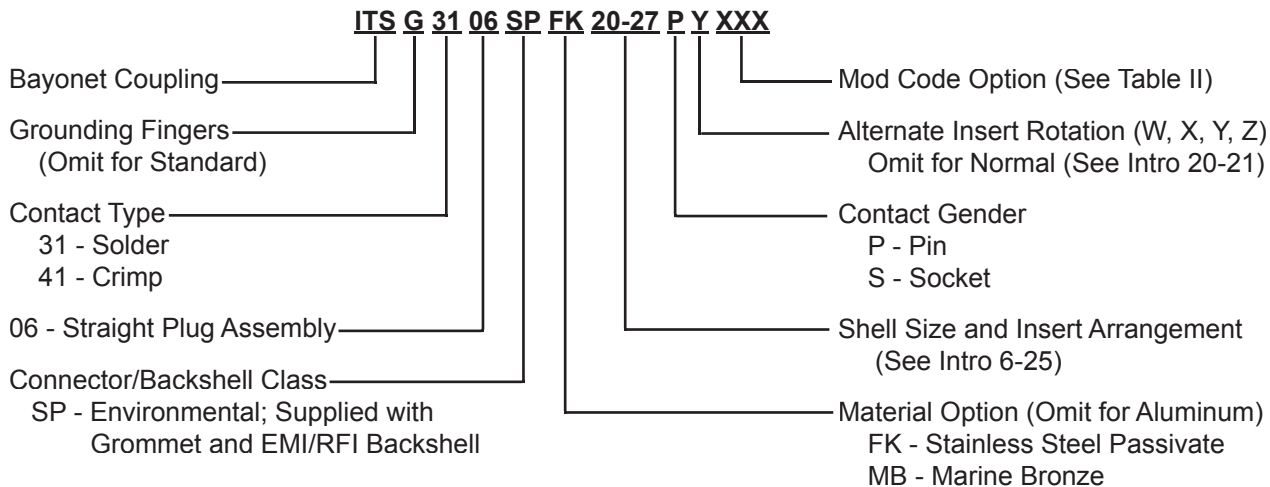 ITS G 31 06 SP FK 20-27 P Y XXX
Bayonet Coupling
Grounding Fingers
(Omit for Standard)
Contact Type
31 - Solder
41 - Crimp
06 - Straight Plug Assembly
Connector/Backshell Class
SP - Environmental; Supplied with
Grommet and EMI/RFI Backshell
Mod Code Option (See Table II)
Alternate Insert Rotation (W, X, Y, Z)
Omit for Normal (See Intro 20-21)
Contact Gender
P - Pin
S - Socket
Shell Size and Insert Arrangement
(See Intro 6-25)
Material Option (Omit for Aluminum)
FK - Stainless Steel Passivate
MB - Marine Bronze